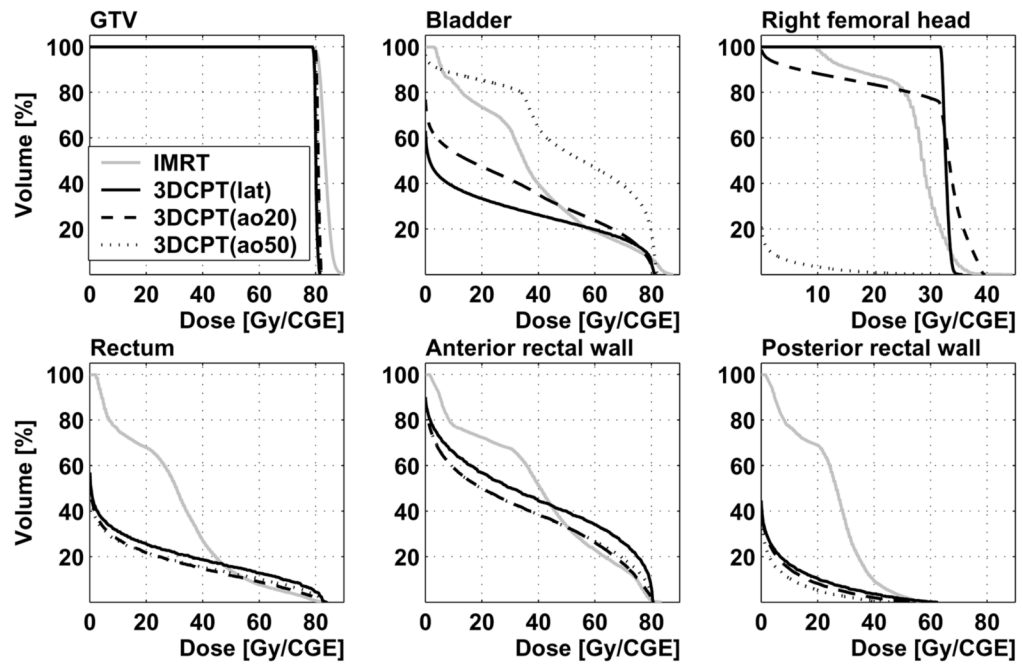 GTV
Bladder
Right femoral head
Volume [%]
100
80
60
40
20
IMRT
3DCPT(lat)
3DCPT(ao20)
3DCPT(ao50)
0 20 40 60 80
Dose [Gy/CGE]
100
80
60
40
20
0 20 40 60 80
Dose [Gy/CGE]
100
80
60
40
20
10 20 30 40
Dose [Gy/CGE]
Rectum
Anterior rectal wall
Posterior rectal wall
Volume [%]
100
80
60
40
20
0 20 40 60 80
Dose [Gy/CGE]
100
80
60
40
20
0 20 40 60 80
Dose [Gy/CGE]
100
80
60
40
20
0 20 40 60 80
Dose [Gy/CGE]